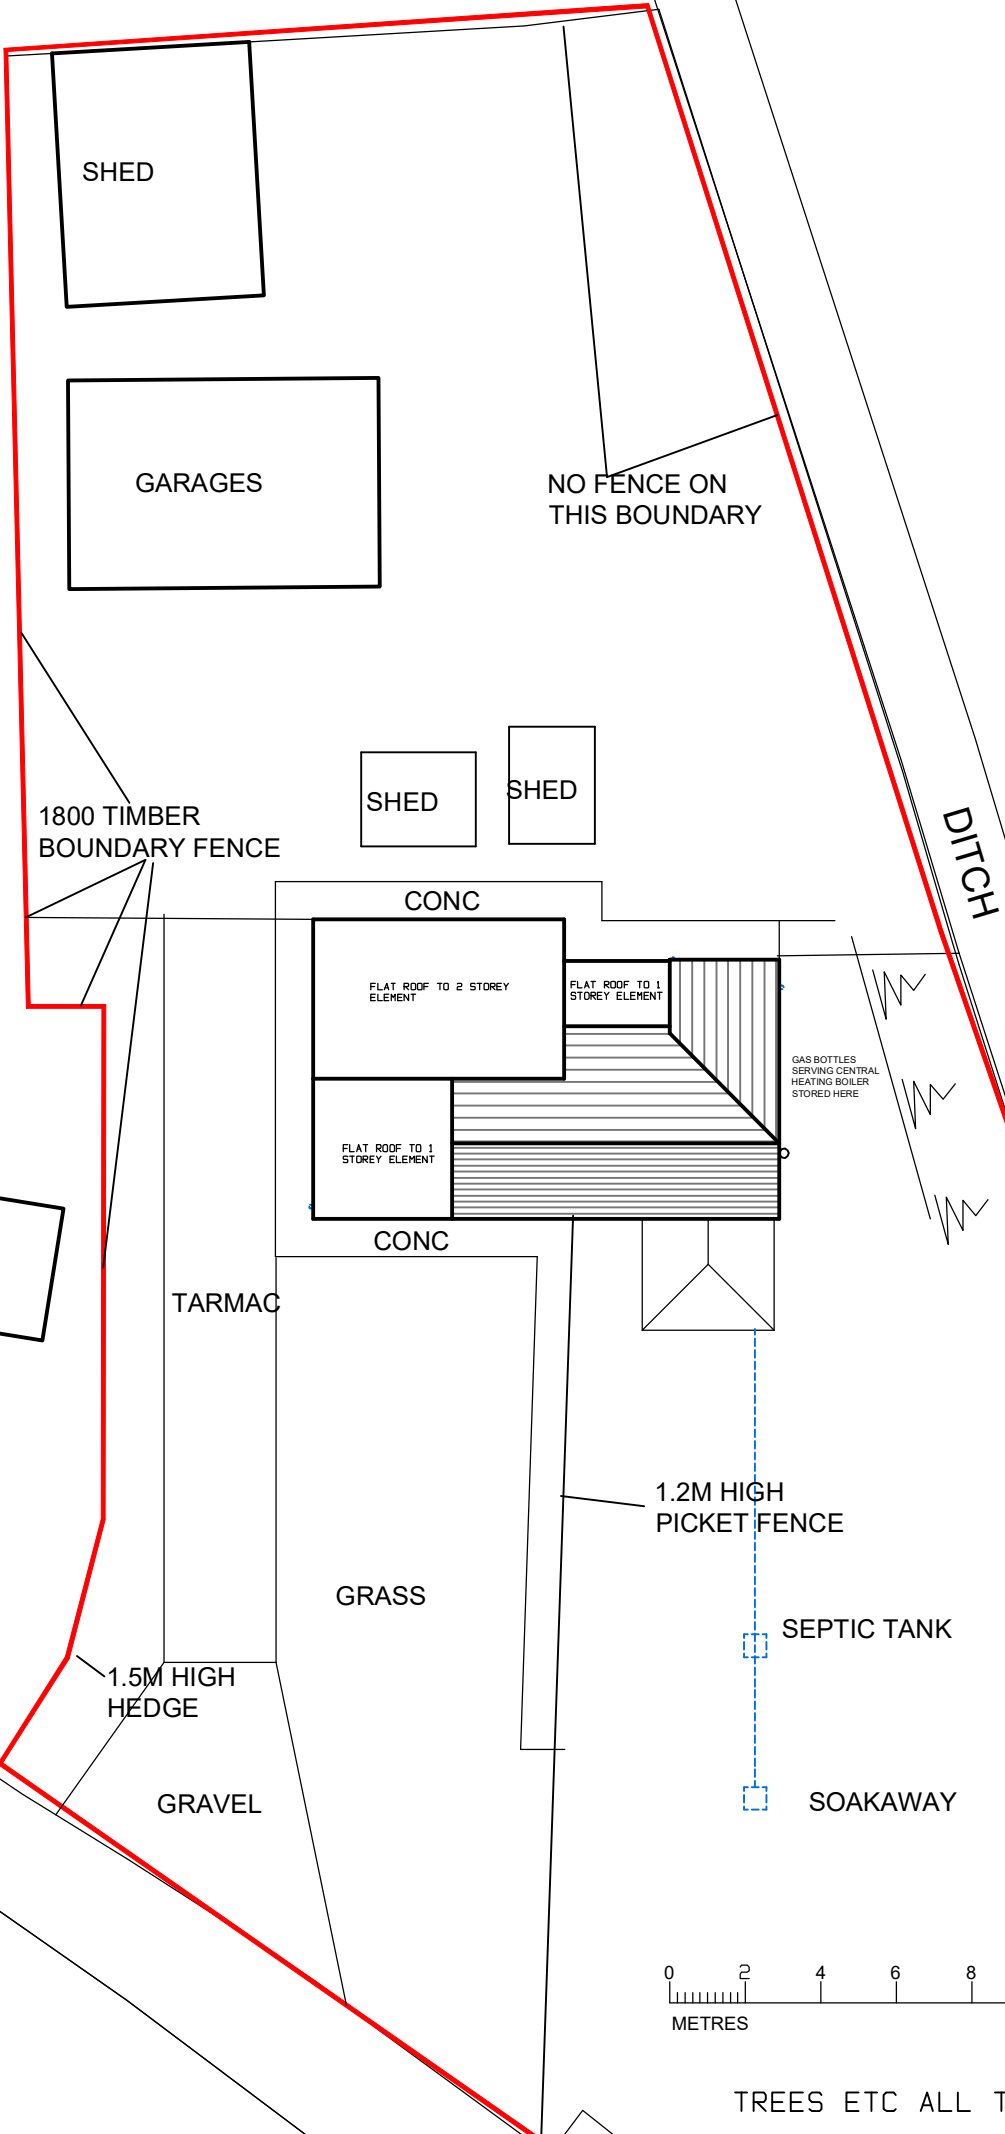 SHED
GARAGES
NO FENCE ON
THIS BOUNDARY
SHED
SHED
1800 TIMBER
BOUNDARY FENCE
DITCH
CONC
FLAT ROOF TO 2 STOREY
ELEMENT
FLAT ROOF TO 1
STOREY ELEMENT
GAS BOTTLES
SERVING CENTRAL
HEATING BOILER
STORED HERE
FLAT ROOF TO 1
STOREY ELEMENT
CONC
TARMAC
1.2M HIGH
PICKET FENCE
GRASS
SEPTIC TANK
1.5M HIGH
HEDGE
GRAVEL
SOAKAWAY
0 2 4 6 8
METRES
TREES ETC ALL T